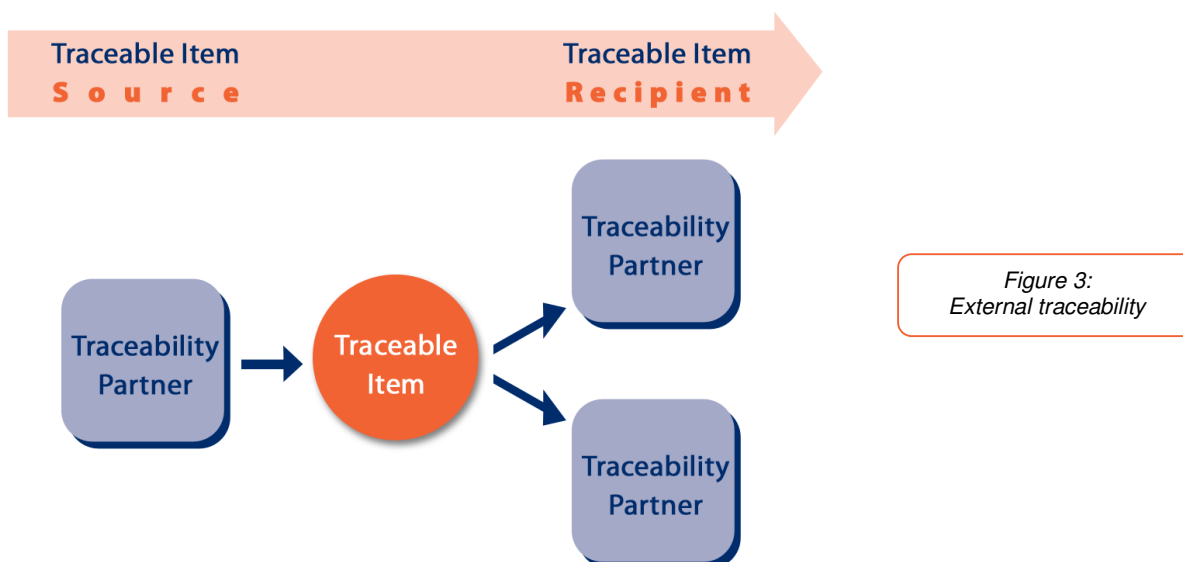 Traceable Item
Source
Traceable Item
Recipient
Traceability
Partner
Traceable
Item
Traceability
Partner
Traceability
Partner
Figure 3:
External traceability